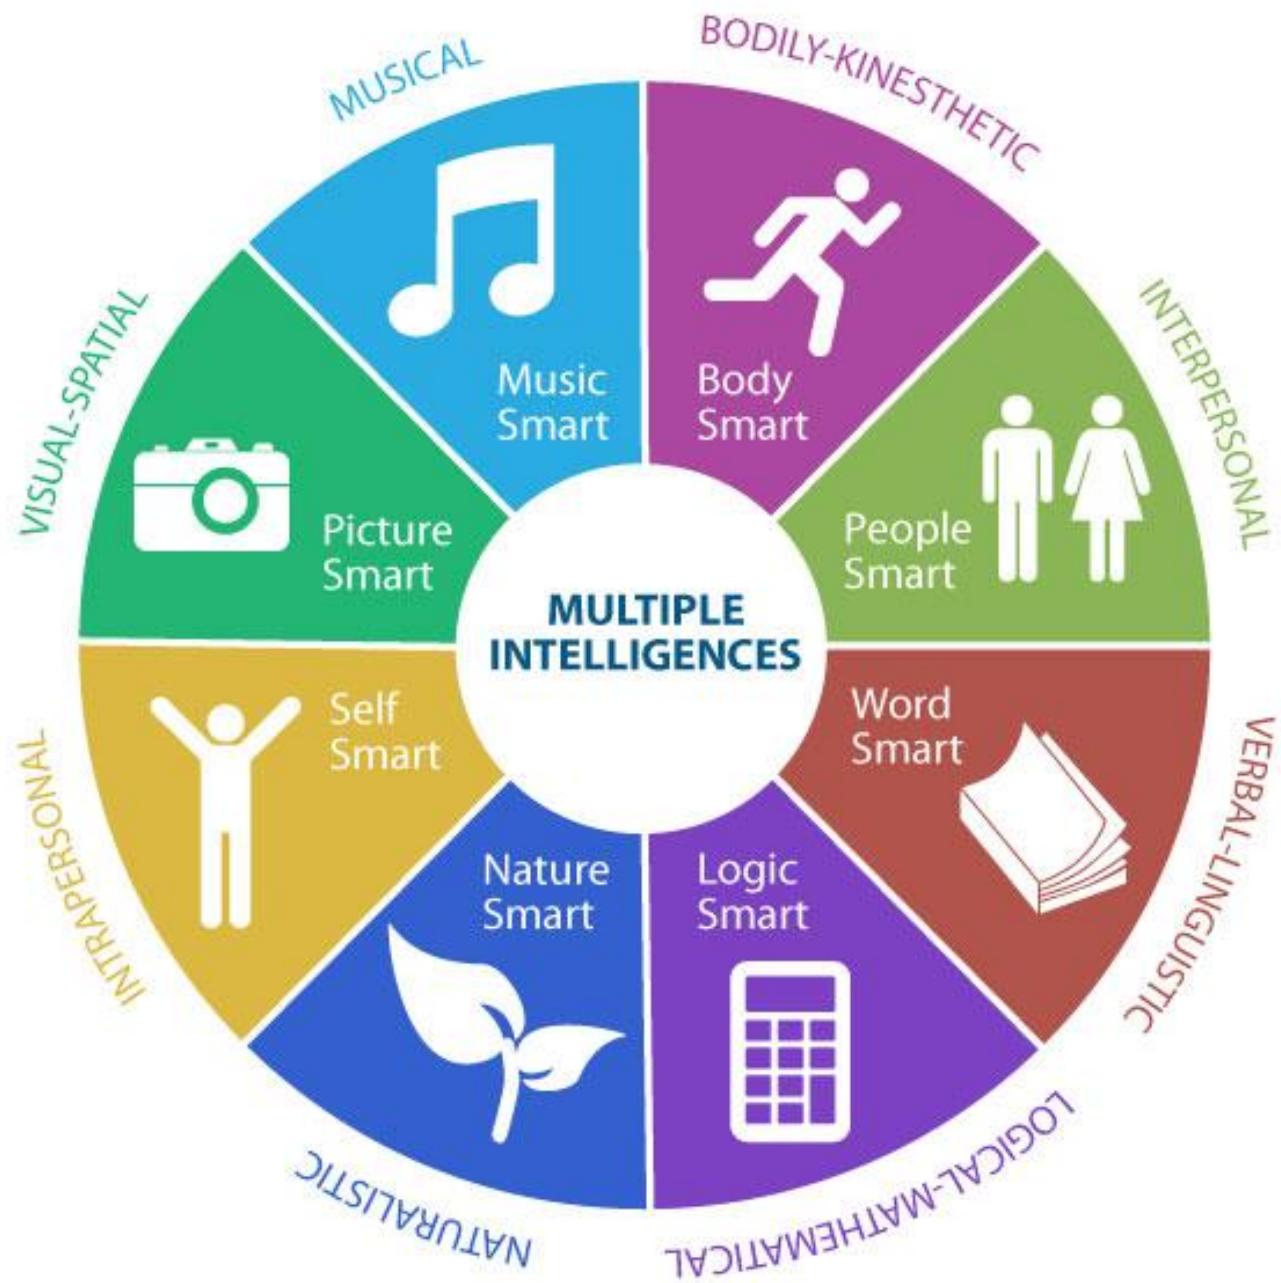 MUSICAL
BODILY-KINESTHETIC
INTERPERSONAL
VERBAL-LINGUISTIC
LOGICAL-MATHEMATICAL
NATURALISTIC
INTRAPERSONAL
VISUAL-SPATIAL
Music
Smart
Body
Smart
People
Smart
Word
Smart
Logic
Smart
Nature
Smart
Self
Smart
Picture
Smart
MULTIPLE
INTELLIGENCES